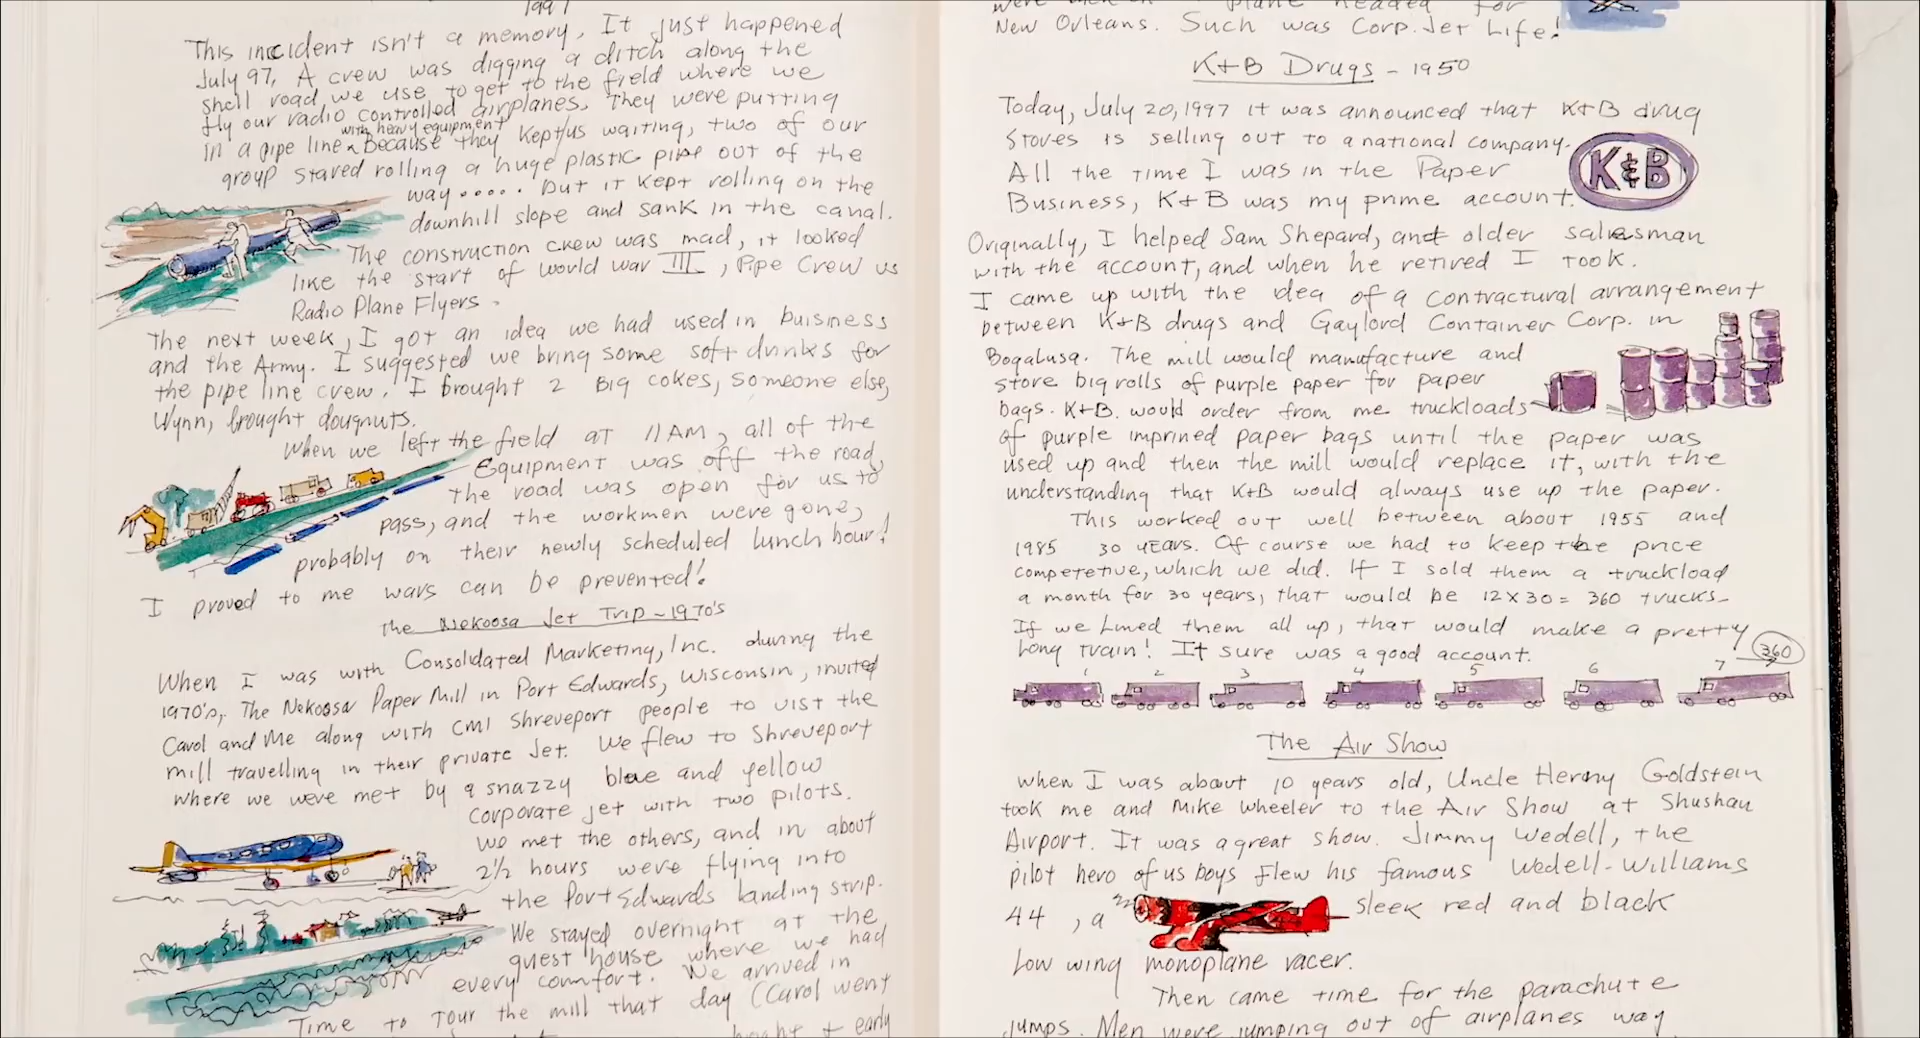 1997
This incident isn't a memory, It just happened
July 97, A crew was digging a ditch along the
shell road, we use to get to the field where we
fly our radio controlled airplanes. They were putting
with heavy equipment
in a pipe line ^ Because they kept us waiting, two of our
group stared rolling a huge plastic pipe out of the
way..... But it kept rolling on the
downhill slope and sank in the canal.
The construction crew was mad, it looked
like the start of world war III, Pipe Crew vs
Radio Plane Flyers.
The next week, I got an idea we had used in buisiness
and the Army. I suggested we bring some soft drinks for
the pipe line crew. I brought 2 Big cokes, someone else,
Wynn, brought dougnuts.
When we left the field at 11 AM, all of the
Equipment was off the road,
the road was open for us to
pass, and the workmen were gone,
probably on their newly scheduled lunch hour!
I proved to me wars can be prevented!
The Nekoosa Jet Trip ~ 1970's
When I was with Consolidated Marketing, Inc. during the
1970's, The Nekoosa Paper Mill in Port Edwards, Wisconsin, invited
Carol and Me along with CMI Shreveport people to vist the
mill travelling in their private Jet. We flew to Shreveport
where we were met by a snazzy blue and yellow
corporate jet with two pilots.
We met the others, and in about
2½ hours were flying into
the Port Edwards landing strip.
We stayed overnight at the
guest house where we had
every comfort. We arrived in
Time to Tour the mill that day (Carol went
bright + early
were plane headed for
New Orleans. Such was Corp. Jet Life!
K+B Drugs - 1950
Today, July 20, 1997 it was announced that K+B drug
Stores is selling out to a national company.
All the time I was in the Paper
Business, K+B was my prime account.
K&B
Originally, I helped Sam Shepard, and older salesman
with the account, and when he retired I took.
I came up with the idea of a contractural arrangement
between K+B drugs and Gaylord Container Corp. in
Bogalusa. The mill would manufacture and
store big rolls of purple paper for paper
bags. K+B. would order from me truckloads
of purple imprined paper bags until the paper was
used up and then the mill would replace it, with the
understanding that K+B would always use up the paper.
This worked out well between about 1955 and
1985 30 years. Of course we had to keep the price
competetive, which we did. If I sold them a truckload
a month for 30 years, that would be 12 x 30 = 360 trucks-
If we Lined them all up, that would make a pretty
Long train! It sure was a good account.
360
1 2 3 4 5 6 7
The Air Show
When I was about 10 years old, Uncle Henry Goldstein
took me and Mike Wheeler to the Air Show at Shushan
Airport. It was a great show. Jimmy Wedell, the
pilot hero of us boys Flew his famous Wedell-Williams
44, a sleek red and black
Low wing monoplane racer.
Then came time for the parachute
jumps. Men were jumping out of airplanes way